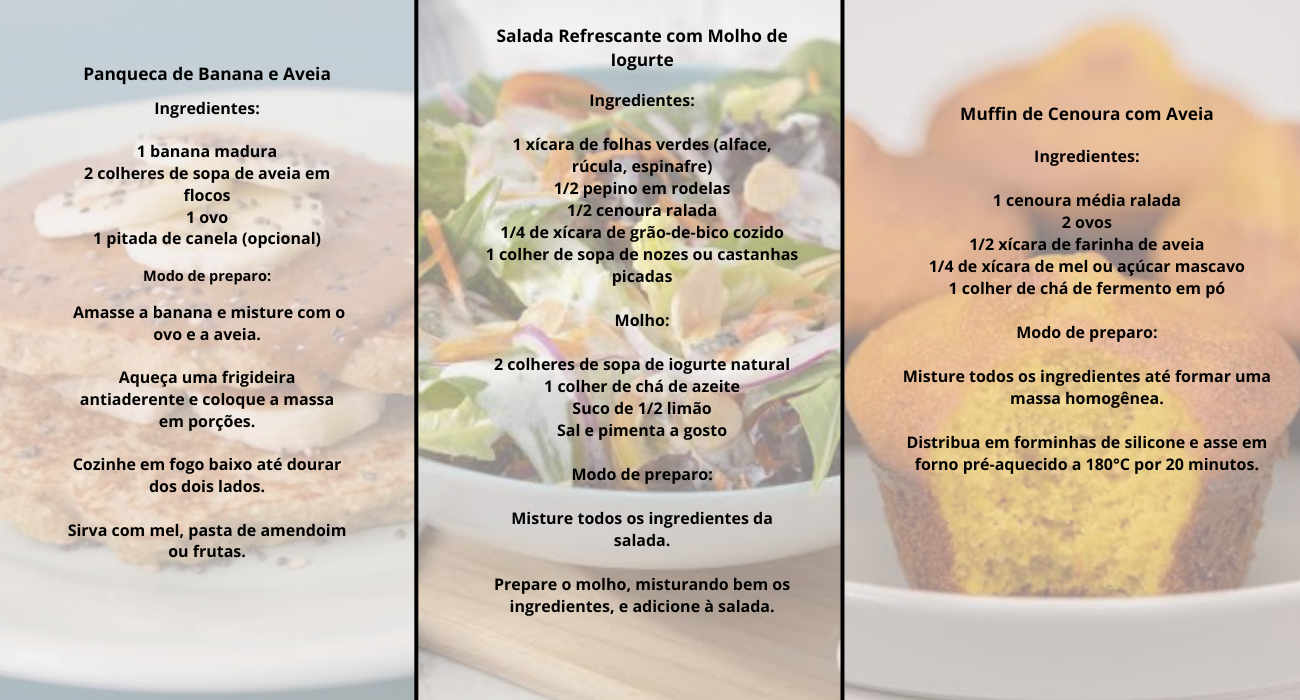 Panqueca de Banana e Aveia
Ingredientes:
1 banana madura
2 colheres de sopa de aveia em
flocos
1 ovo
1 pitada de canela (opcional)
Modo de preparo:
Amasse a banana e misture com o
ovo e a aveia.
Aqueça uma frigideira
antiaderente e coloque a massa
em porções.
Cozinhe em fogo baixo até dourar
dos dois lados.
Sirva com mel, pasta de amendoim
ou frutas.
Salada Refrescante com Molho de
Iogurte
Ingredientes:
1 xícara de folhas verdes (alface,
rúcula, espinafre)
1/2 pepino em rodelas
1/2 cenoura ralada
1/4 de xícara de grão-de-bico cozido
1 colher de sopa de nozes ou castanhas
picadas
Molho:
2 colheres de sopa de iogurte natural
1 colher de chá de azeite
Suco de 1/2 limão
Sal e pimenta a gosto
Modo de preparo:
Misture todos os ingredientes da
salada.
Prepare o molho, misturando bem os
ingredientes, e adicione à salada.
Muffin de Cenoura com Aveia
Ingredientes:
1 cenoura média ralada
2 ovos
1/2 xícara de farinha de aveia
1/4 de xícara de mel ou açúcar mascavo
1 colher de chá de fermento em pó
Modo de preparo:
Misture todos os ingredientes até formar uma
massa homogênea.
Distribua em forminhas de silicone e asse em
forno pré-aquecido a 180°C por 20 minutos.